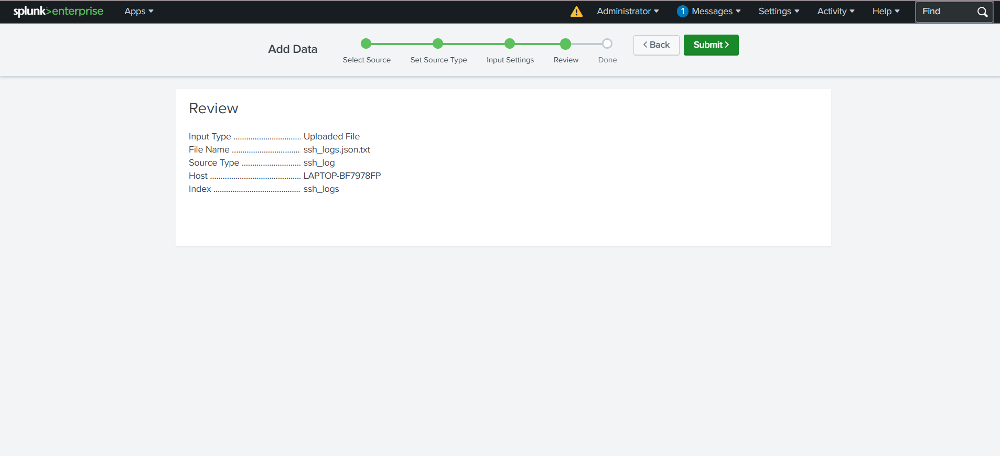 splunk>enterprise Apps Administrator 1 Messages Settings Activity Help Find
Add Data
Select Source Set Source Type Input Settings Review Done
< Back Submit >
Review
Input Type ................................ Uploaded File
File Name ................................ ssh_logs.json.txt
Source Type ............................ ssh_log
Host ........................................... LAPTOP-BF7978FP
Index ......................................... ssh_logs